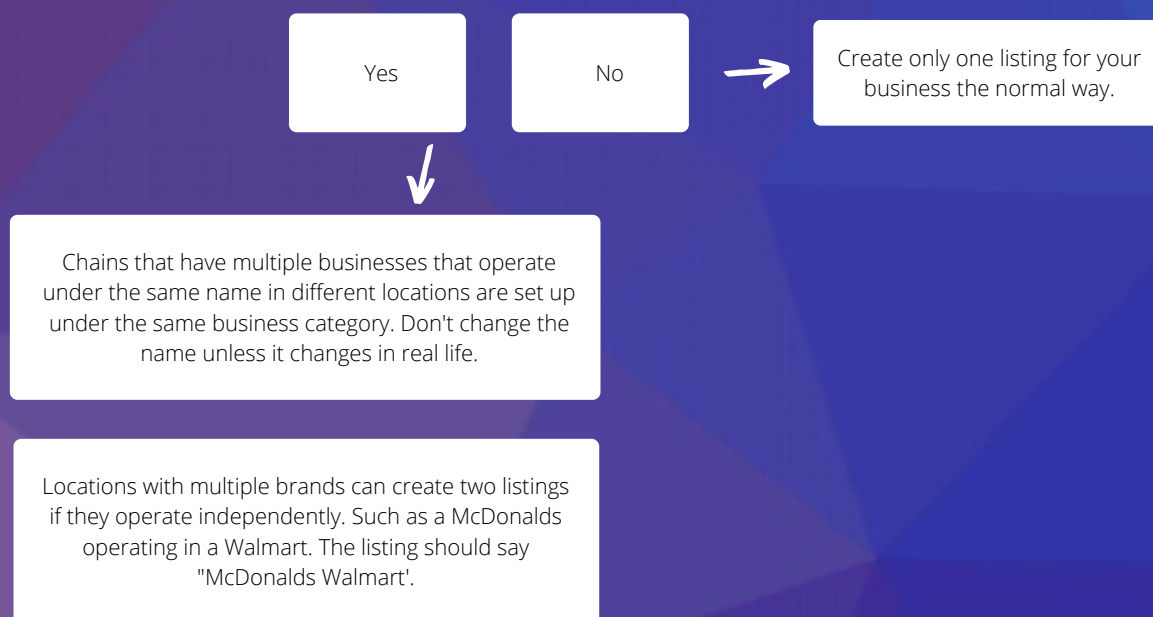 Yes
No
Create only one listing for your
business the normal way.
Chains that have multiple businesses that operate
under the same name in different locations are set up
under the same business category. Don't change the
name unless it changes in real life.
Locations with multiple brands can create two listings
if they operate independently. Such as a McDonalds
operating in a Walmart. The listing should say
"McDonalds Walmart'.